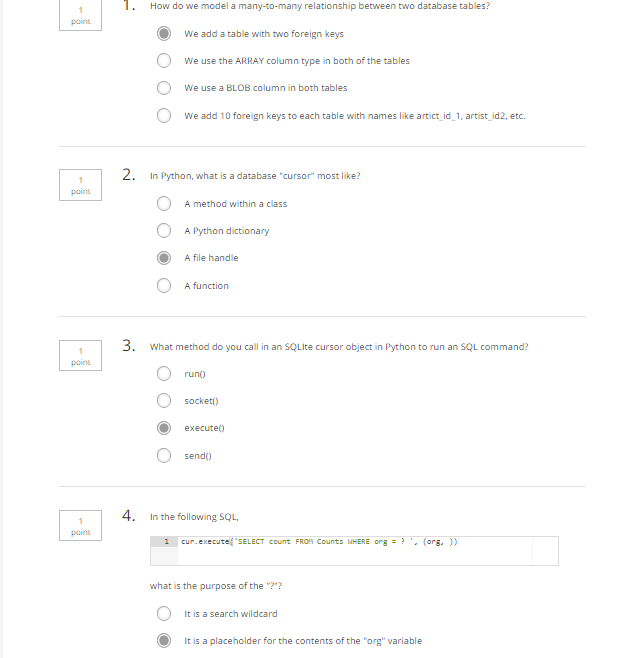 1
point
1. How do we model a many-to-many relationship between two database tables?
We add a table with two foreign keys
We use the ARRAY column type in both of the tables
We use a BLOB column in both tables
We add 10 foreign keys to each table with names like artict_id_1, artist_id2, etc.
1
point
2. In Python, what is a database "cursor" most like?
A method within a class
A Python dictionary
A file handle
A function
1
point
3. What method do you call in an SQLIte cursor object in Python to run an SQL command?
run()
socket()
execute()
send()
1
point
4. In the following SQL,
1 cur.execute('SELECT count FROM Counts WHERE org = ? ', (org, ))
what is the purpose of the "?"?
It is a search wildcard
It is a placeholder for the contents of the "org" variable